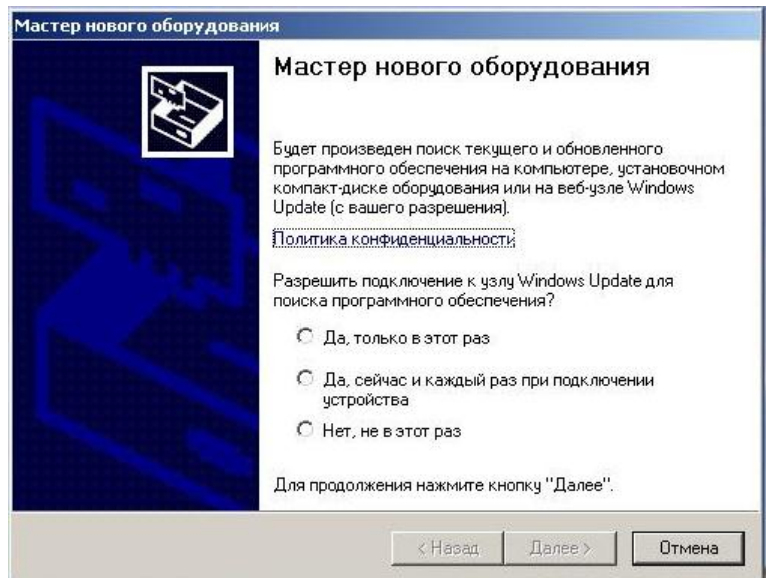 Мастер нового оборудования
Мастер нового оборудования
Будет произведен поиск текущего и обновленного
программного обеспечения на компьютере, установочном
компакт-диске оборудования или на веб-узле Windows
Update (с вашего разрешения).
Политика конфиденциальности
Разрешить подключение к узлу Windows Update для
поиска программного обеспечения?
Да, только в этот раз
Да, сейчас и каждый раз при подключении
устройства
Нет, не в этот раз
Для продолжения нажмите кнопку "Далее".
< Назад Далее > Отмена